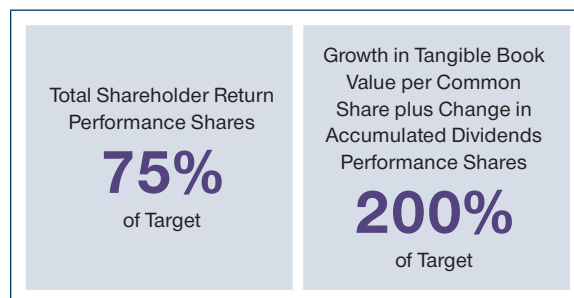 Total Shareholder Return
Performance Shares
75%
of Target
Growth in Tangible Book
Value per Common
Share plus Change in
Accumulated Dividends
Performance Shares
200%
of Target